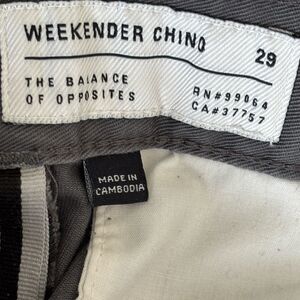 WEEKENDER CHINO
29
THE BALANCE
OF OPPOSITES
RN#99064
CA#37757
MADE IN
CAMBODIA